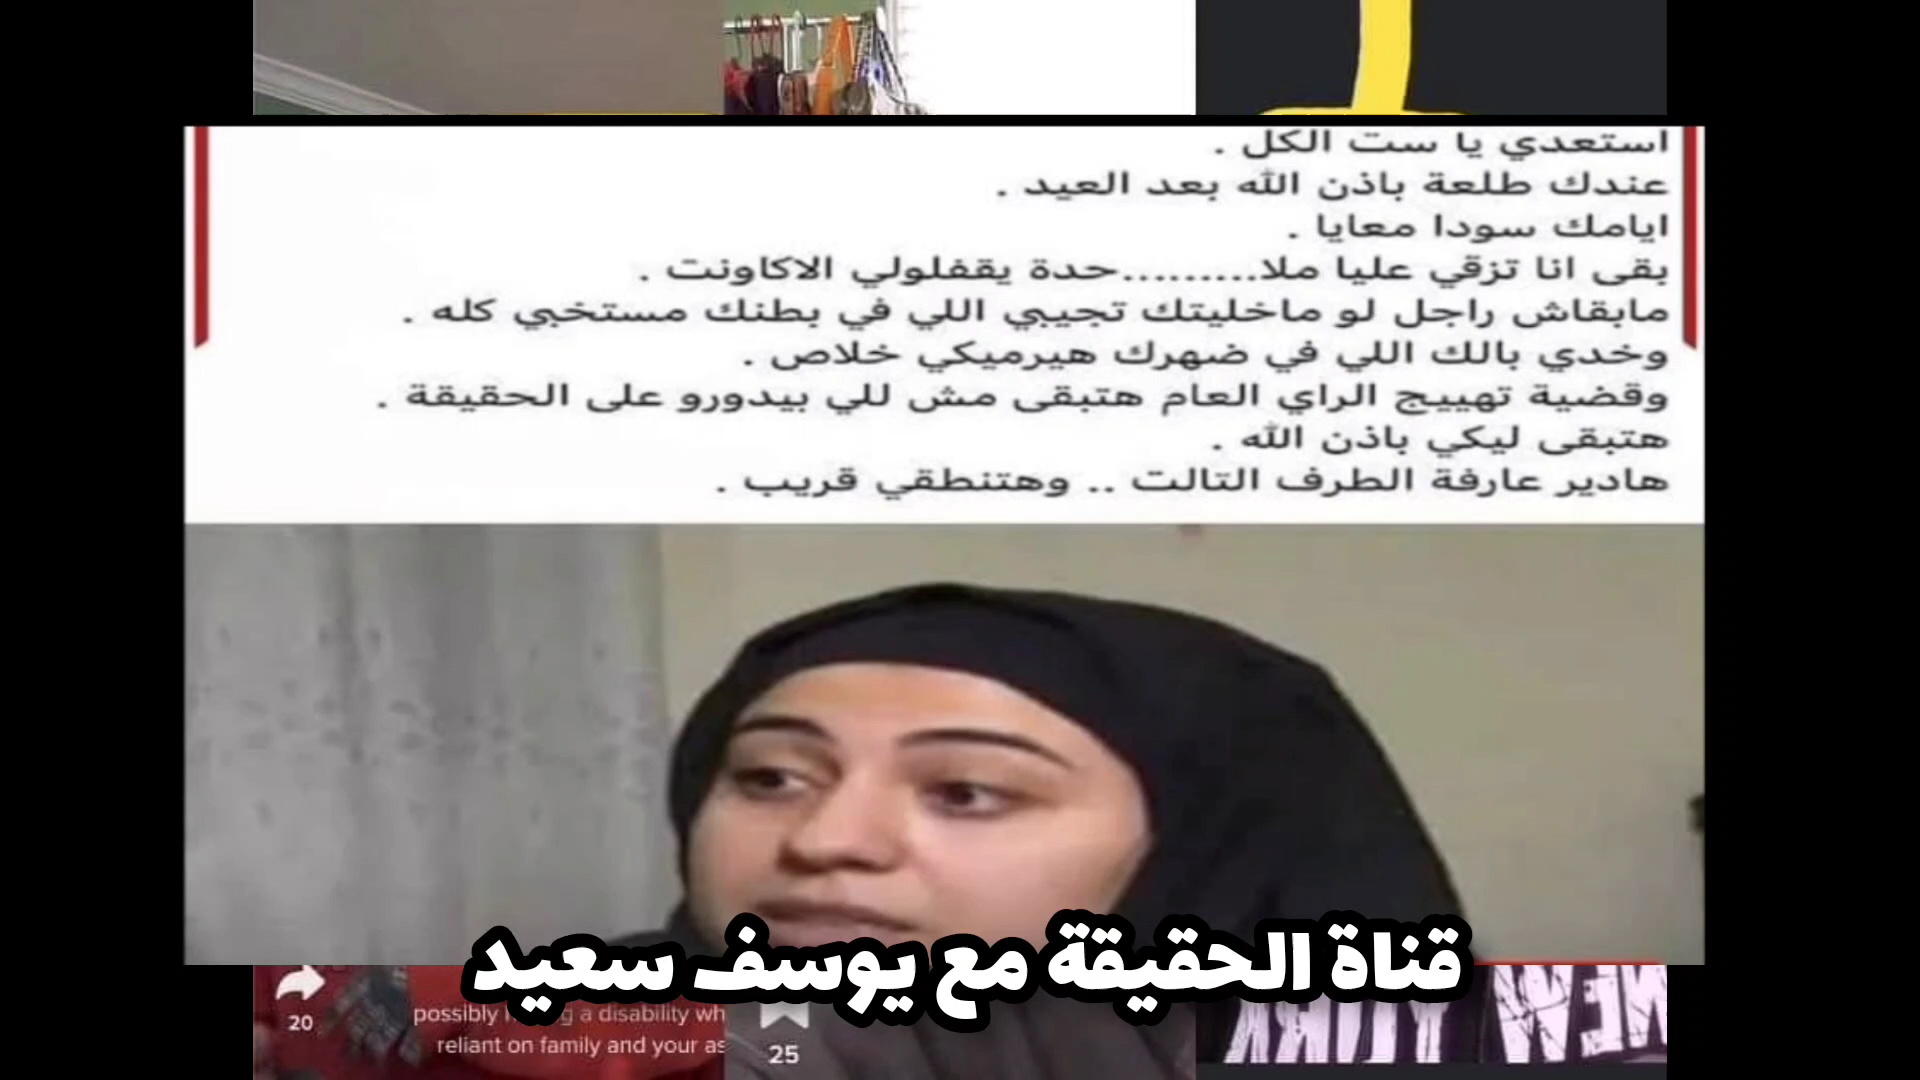 استعدي يا ست الكل .
عندك طلعة باذن الله بعد العيد .
ايامك سودا معايا .
بقى انا تزقي عليا ملا.........حدة يقفلولي الاكاونت .
مابقاش راجل لو ماخليتك تجيبي اللي في بطنك مستخبي كله .
وخدي بالك اللي في ضهرك هيرميكي خلاص .
وقضية تهييج الراي العام هتبقى مش للي بيدورو على الحقيقة .
هتبقى ليكي باذن الله .
هادير عارفة الطرف التالت .. وهتنطقي قريب .
قناة الحقيقة مع يوسف سعيد
20
possibly a disability wh
reliant on family and your as
25
NEW YORK